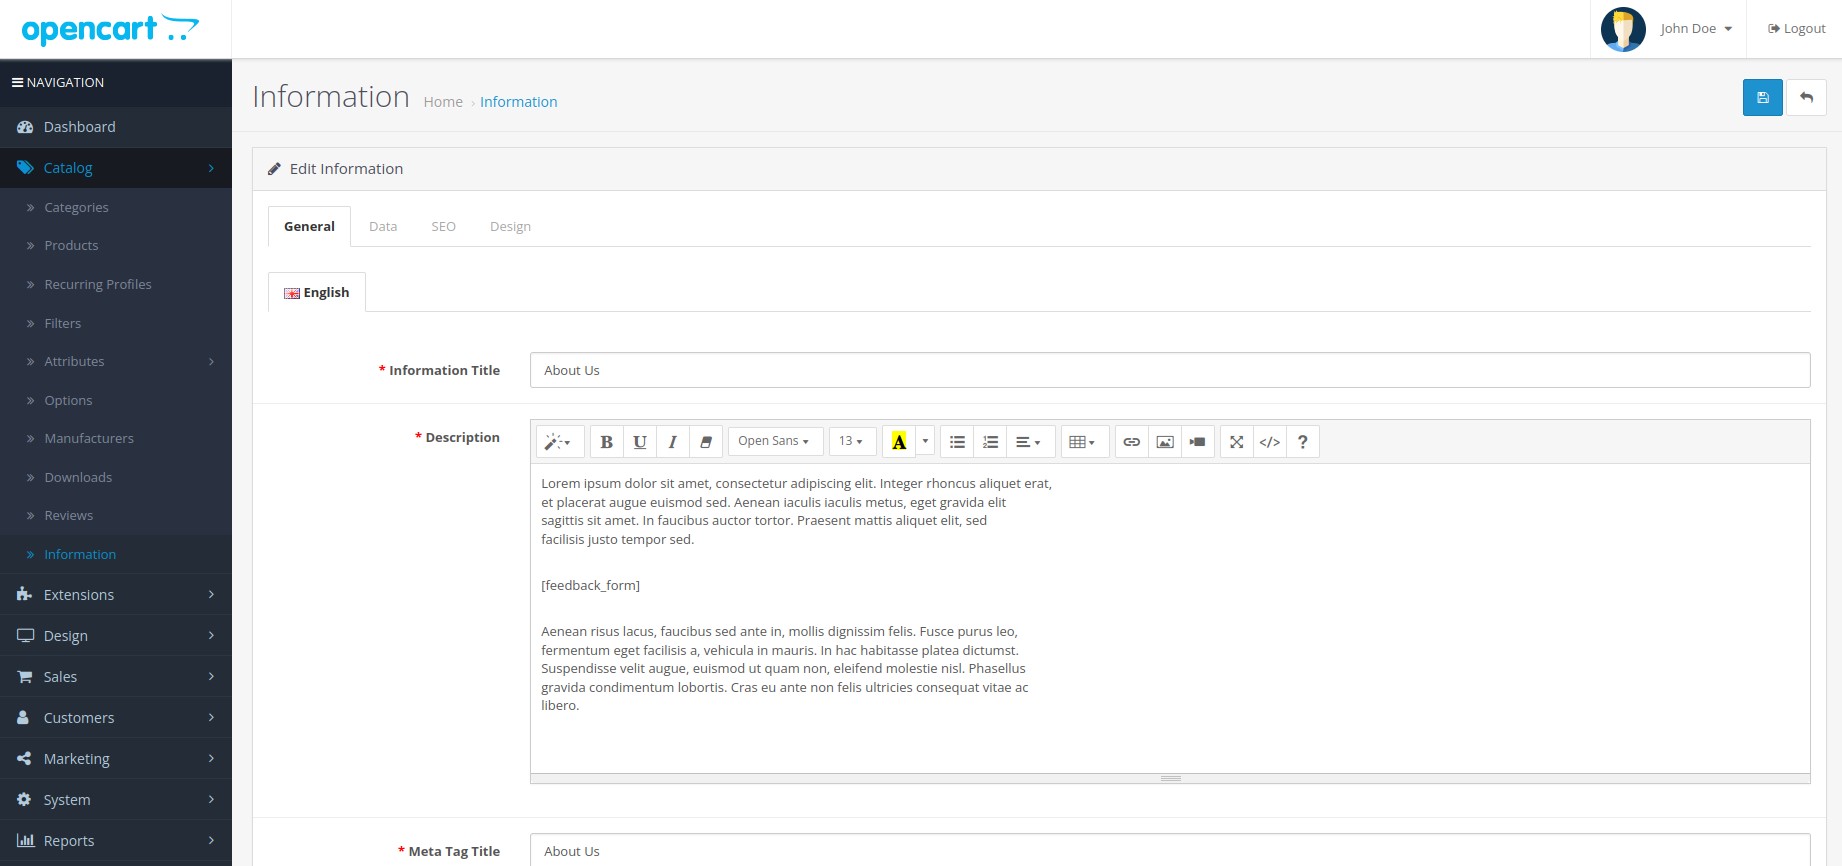 opencart
John Doe
Logout
NAVIGATION
Dashboard
Catalog
Categories
Products
Recurring Profiles
Filters
Attributes
Options
Manufacturers
Downloads
Reviews
Information
Extensions
Design
Sales
Customers
Marketing
System
Reports
Information
Home › Information
Edit Information
General Data SEO Design
English
* Information Title
About Us
* Description
B U I Open Sans 13 A </> ?
Lorem ipsum dolor sit amet, consectetur adipiscing elit. Integer rhoncus aliquet erat,
et placerat augue euismod sed. Aenean iaculis iaculis metus, eget gravida elit
sagittis sit amet. In faucibus auctor tortor. Praesent mattis aliquet elit, sed
facilisis justo tempor sed.
[feedback_form]
Aenean risus lacus, faucibus sed ante in, mollis dignissim felis. Fusce purus leo,
fermentum eget facilisis a, vehicula in mauris. In hac habitasse platea dictumst.
Suspendisse velit augue, euismod ut quam non, eleifend molestie nisl. Phasellus
gravida condimentum lobortis. Cras eu ante non felis ultricies consequat vitae ac
libero.
* Meta Tag Title
About Us